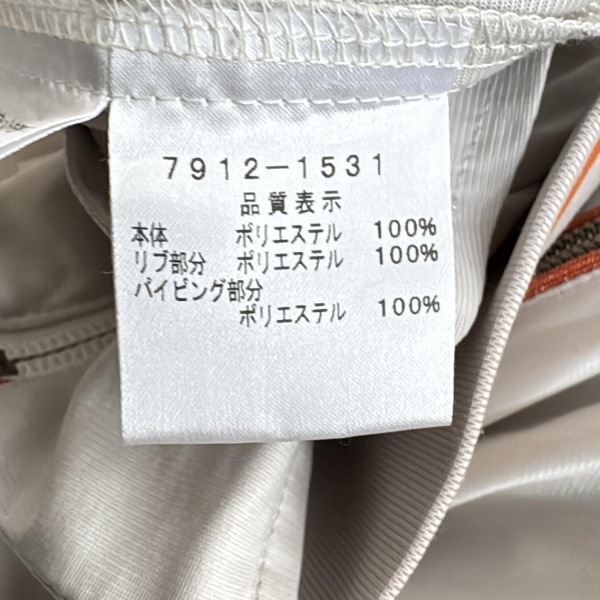 7912-1531
品質表示
本体 ポリエステル 100%
リブ部分 ポリエステル 100%
パイピング部分
ポリエステル 100%